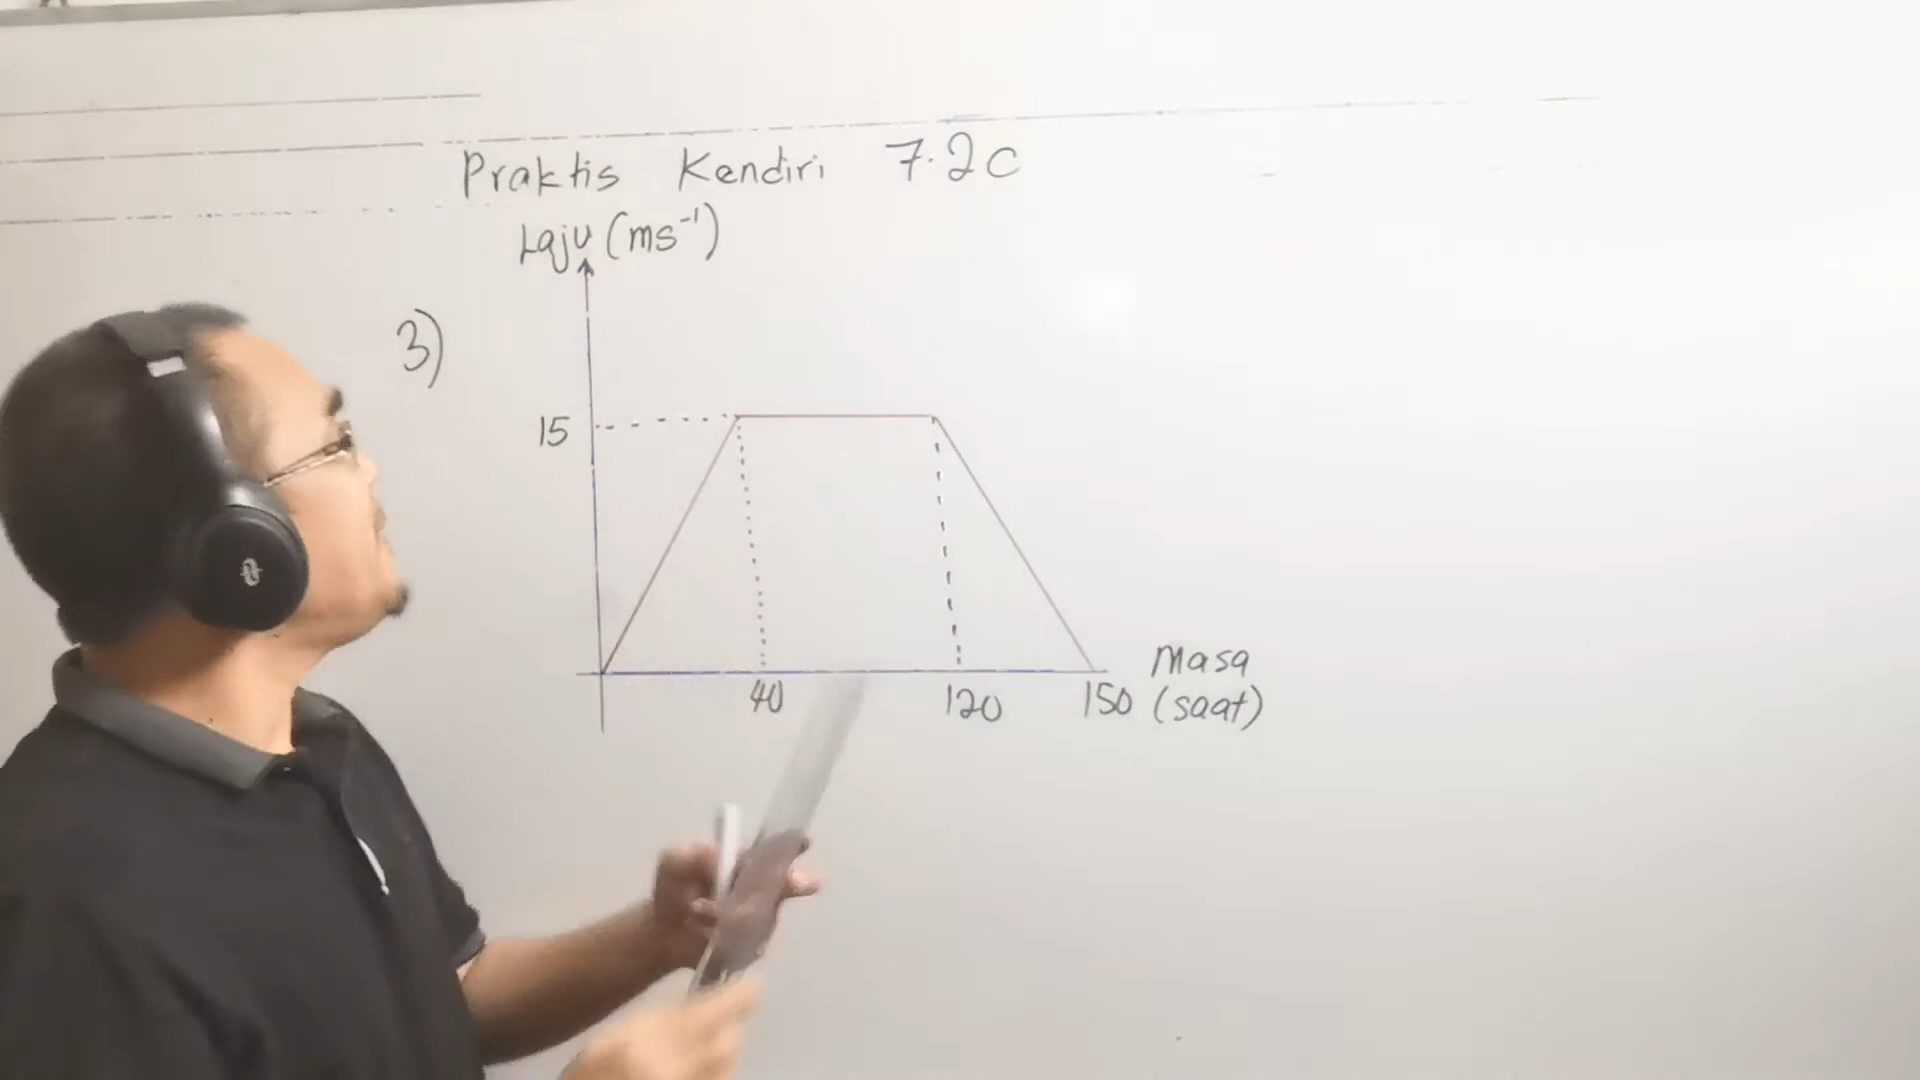 Praktis Kendiri 7.2c
Laju (ms⁻¹)
3)
15
40 120 150
Masa
(saat)